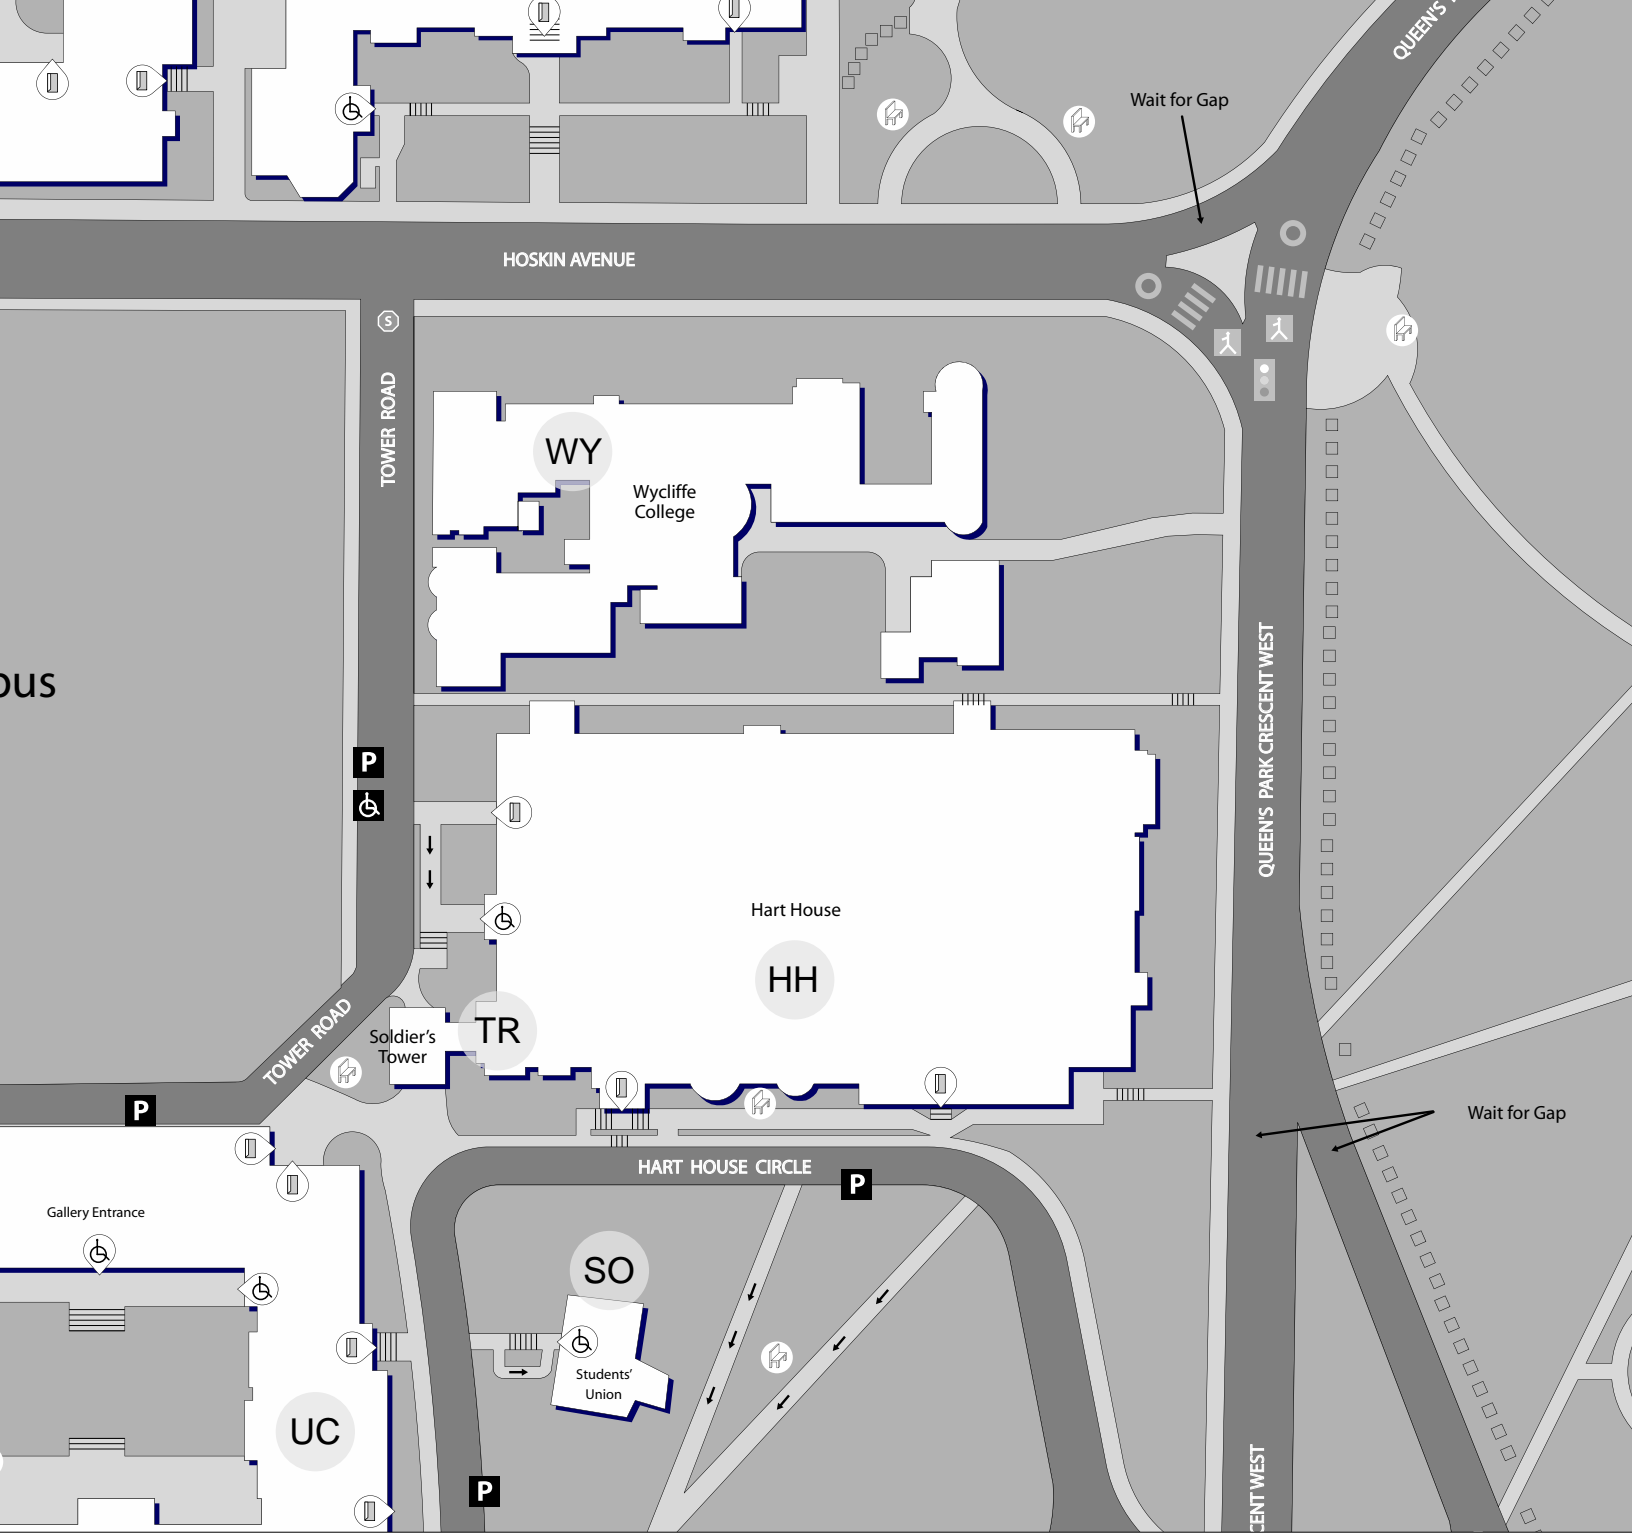 QUEEN'S
Wait for Gap
HOSKIN AVENUE
S
TOWER ROAD
WY
Wycliffe
College
QUEEN'S PARK CRESCENT WEST
P
Hart House
HH
TOWER ROAD
Soldier's
Tower
TR
P
Wait for Gap
HART HOUSE CIRCLE
P
Gallery Entrance
SO
Students'
Union
UC
P
CENT WEST